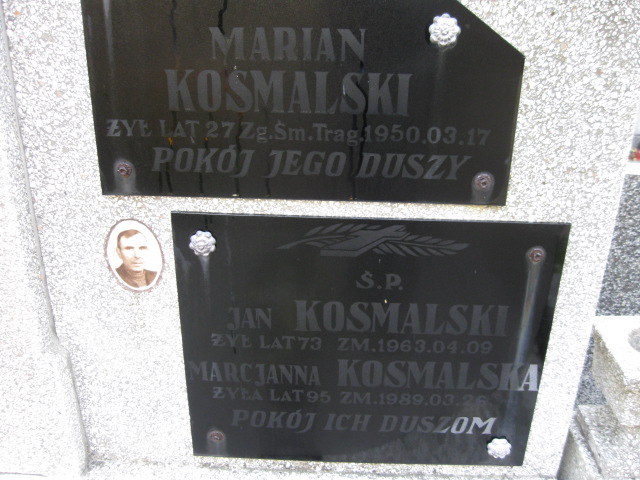 MARIAN
KOSMALSKI
ŻYŁ LAT 27 Zg.Śm.Trag.1950.03.17
POKÓJ JEGO DUSZY
Ś.P.
JAN KOSMALSKI
ŻYŁ LAT 73 ZM.1963.04.09
MARCJANNA KOSMALSKA
ŻYŁA LAT 95 ZM.1989.03.26
POKÓJ ICH DUSZOM